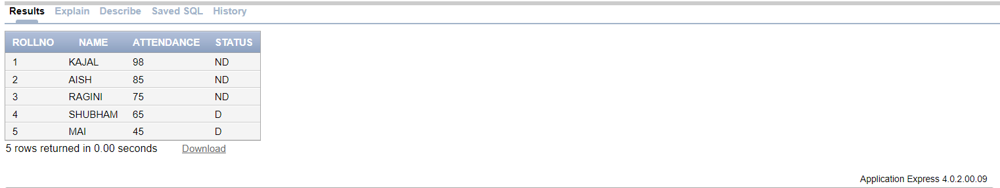 Results Explain Describe Saved SQL History
ROLLNO NAME ATTENDANCE STATUS
1 KAJAL 98 ND
2 AISH 85 ND
3 RAGINI 75 ND
4 SHUBHAM 65 D
5 MAI 45 D
5 rows returned in 0.00 seconds Download
Application Express 4.0.2.00.09